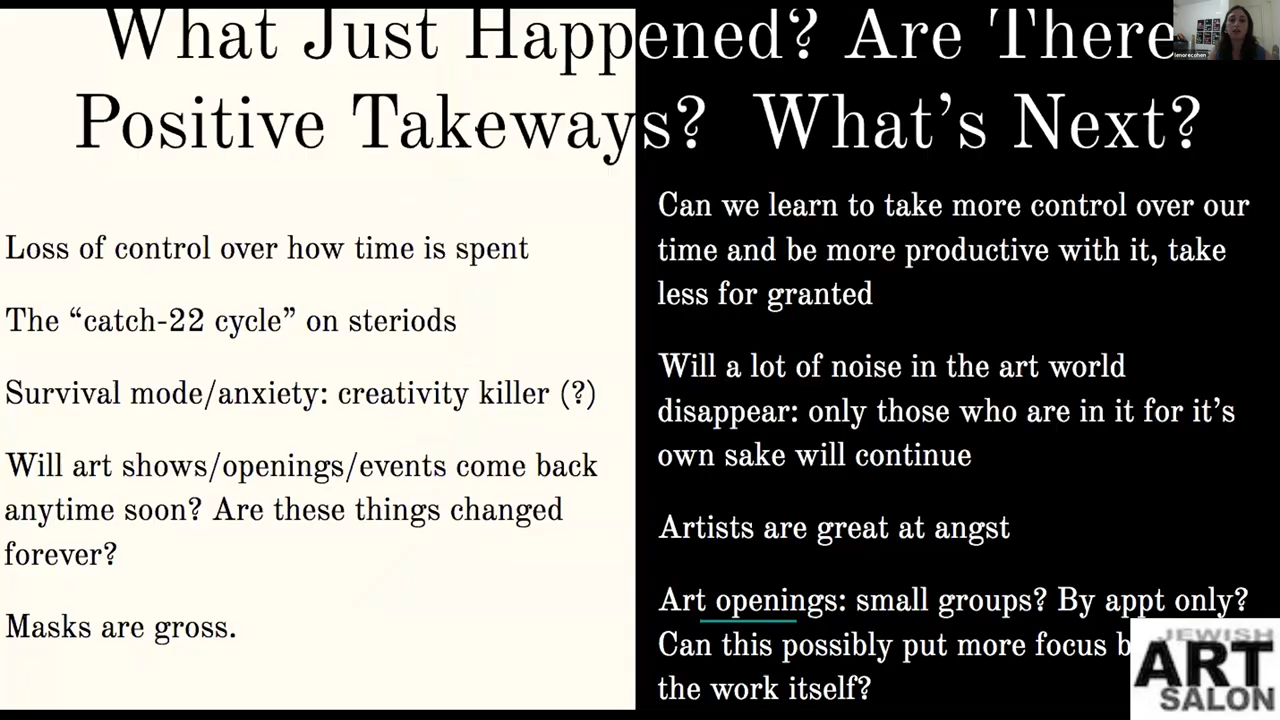 What Just Happened? Are There
Positive Takeways? What's Next?
lenorecohen
Loss of control over how time is spent
The “catch-22 cycle” on steriods
Survival mode/anxiety: creativity killer (?)
Will art shows/openings/events come back
anytime soon? Are these things changed
forever?
Masks are gross.
Can we learn to take more control over our
time and be more productive with it, take
less for granted
Will a lot of noise in the art world
disappear: only those who are in it for it's
own sake will continue
Artists are great at angst
Art openings: small groups? By appt only?
Can this possibly put more focus
the work itself?
JEWISH
ART
SALON